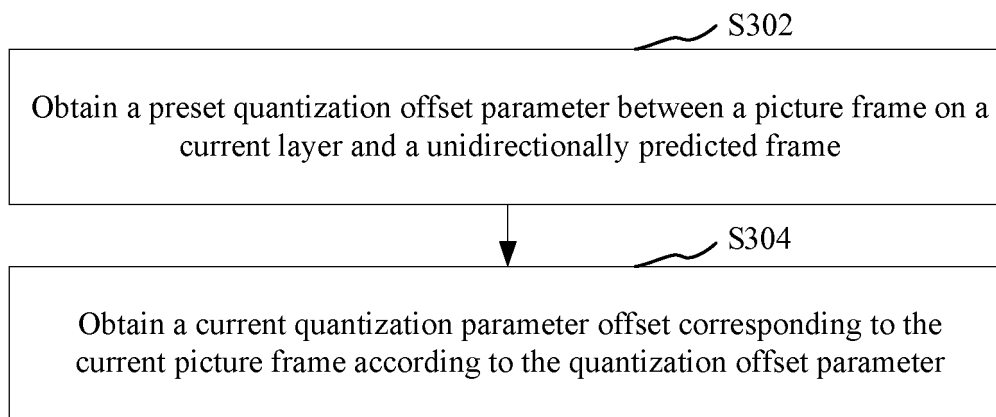 S302
Obtain a preset quantization offset parameter between a picture frame on a
current layer and a unidirectionally predicted frame
S304
Obtain a current quantization parameter offset corresponding to the
current picture frame according to the quantization offset parameter